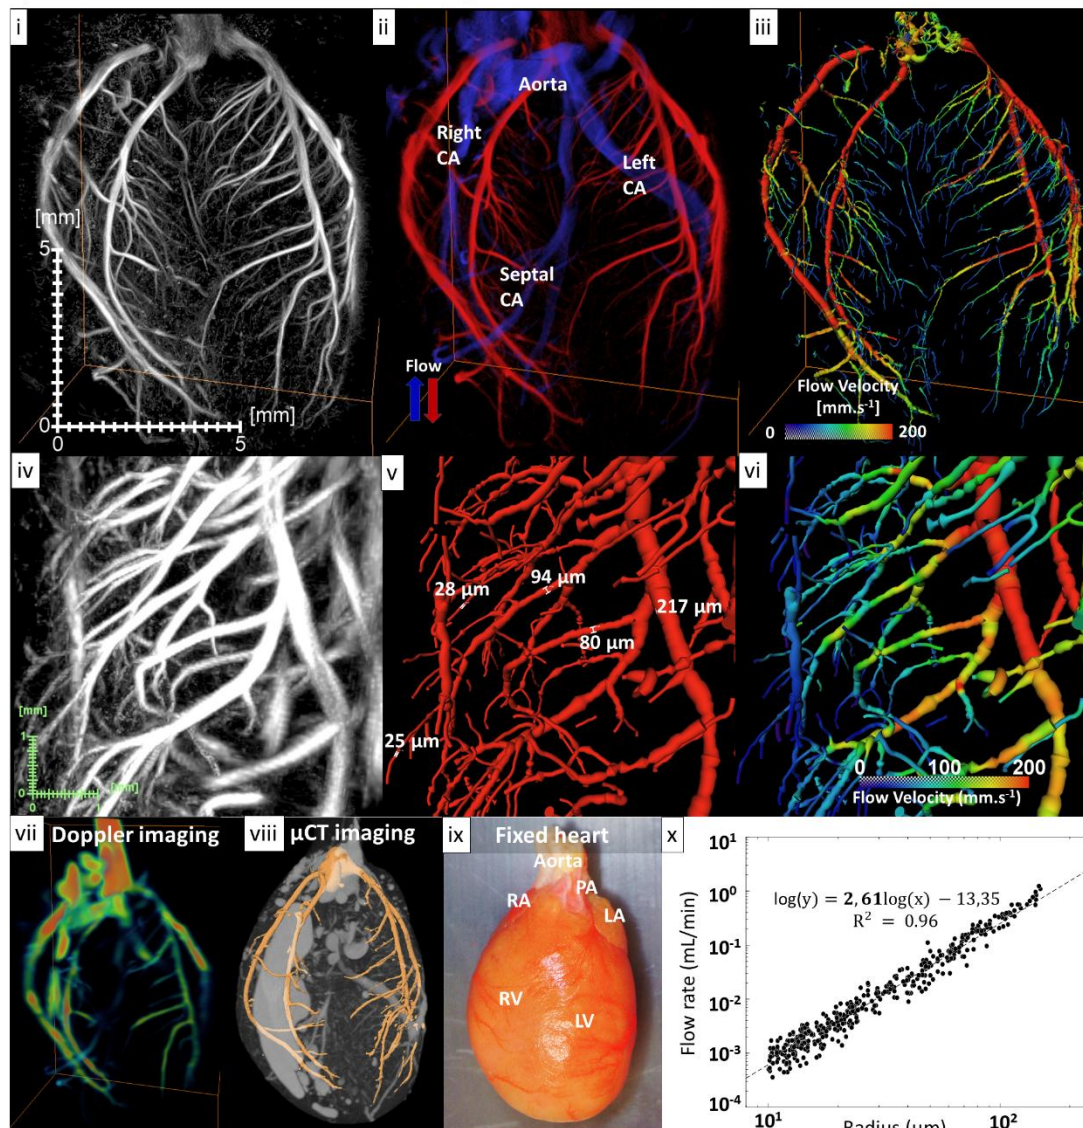 i
[mm]
5
0
0
5
[mm]
ii
Aorta
Right
CA
Left
CA
Septal
CA
Flow
iii
Flow Velocity
[mm.s⁻¹]
0
200
iv
[mm]
1
0
0
1
[mm]
v
28 µm
94 µm
217 µm
80 µm
25 µm
vi
0 100 200
Flow Velocity (mm.s⁻¹)
vii
Doppler imaging
viii
µCT imaging
ix
Fixed heart
Aorta
RA
PA
LA
RV
LV
x
10¹
10⁰
10⁻¹
10⁻²
10⁻³
10⁻⁴
Flow rate (mL/min)
log(y) = 2,61log(x) − 13,35
R² = 0.96
10¹
10²
Radius (µm)